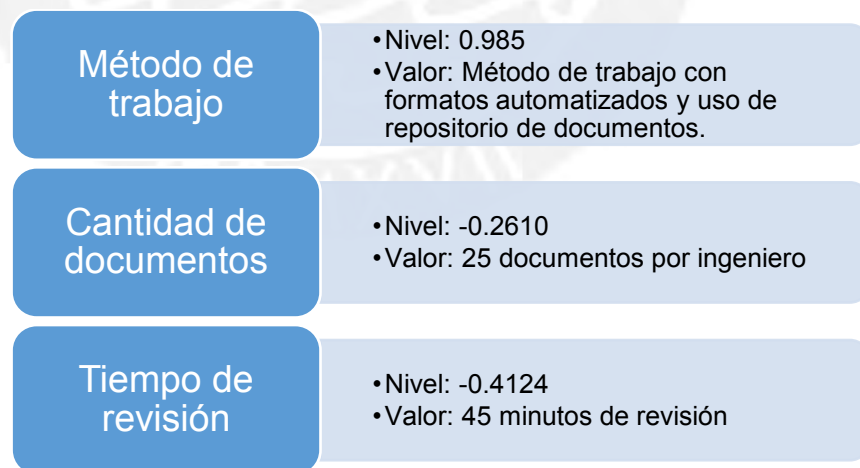 Método de
trabajo
•Nivel: 0.985
•Valor: Método de trabajo con
formatos automatizados y uso de
repositorio de documentos.
Cantidad de
documentos
•Nivel: -0.2610
•Valor: 25 documentos por ingeniero
Tiempo de
revisión
•Nivel: -0.4124
•Valor: 45 minutos de revisión